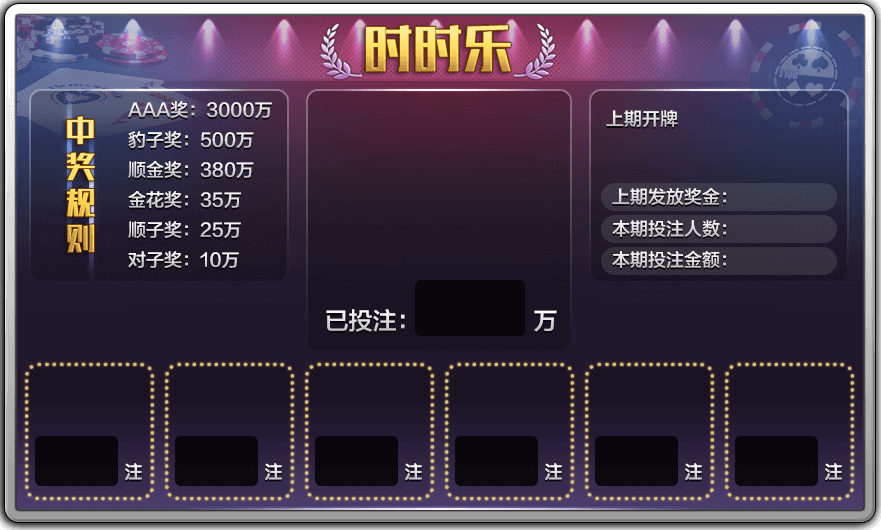 时时乐
中奖规则
AAA奖：3000万
豹子奖：500万
顺金奖：380万
金花奖：35万
顺子奖：25万
对子奖：10万
已投注： 万
上期开牌
上期发放奖金：
本期投注人数：
本期投注金额：
注 注 注 注 注 注
$100